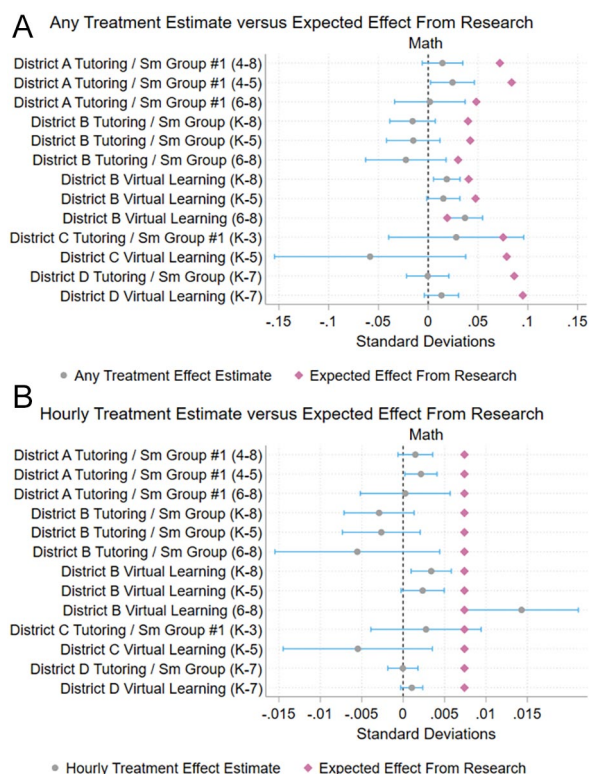 A
Any Treatment Estimate versus Expected Effect From Research
Math
District A Tutoring / Sm Group #1 (4-8)
District A Tutoring / Sm Group #1 (4-5)
District A Tutoring / Sm Group #1 (6-8)
District B Tutoring / Sm Group (K-8)
District B Tutoring / Sm Group (K-5)
District B Tutoring / Sm Group (6-8)
District B Virtual Learning (K-8)
District B Virtual Learning (K-5)
District B Virtual Learning (6-8)
District C Tutoring / Sm Group #1 (K-3)
District C Virtual Learning (K-5)
District D Tutoring / Sm Group (K-7)
District D Virtual Learning (K-7)
-.15 -.1 -.05 0 .05 .1 .15
Standard Deviations
Any Treatment Effect Estimate Expected Effect From Research
B
Hourly Treatment Estimate versus Expected Effect From Research
Math
District A Tutoring / Sm Group #1 (4-8)
District A Tutoring / Sm Group #1 (4-5)
District A Tutoring / Sm Group #1 (6-8)
District B Tutoring / Sm Group (K-8)
District B Tutoring / Sm Group (K-5)
District B Tutoring / Sm Group (6-8)
District B Virtual Learning (K-8)
District B Virtual Learning (K-5)
District B Virtual Learning (6-8)
District C Tutoring / Sm Group #1 (K-3)
District C Virtual Learning (K-5)
District D Tutoring / Sm Group (K-7)
District D Virtual Learning (K-7)
-.015 -.01 -.005 0 .005 .01 .015
Standard Deviations
Hourly Treatment Effect Estimate Expected Effect From Research